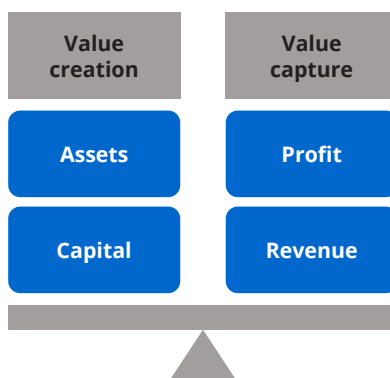 Value
creation
Value
capture
Assets
Profit
Capital
Revenue